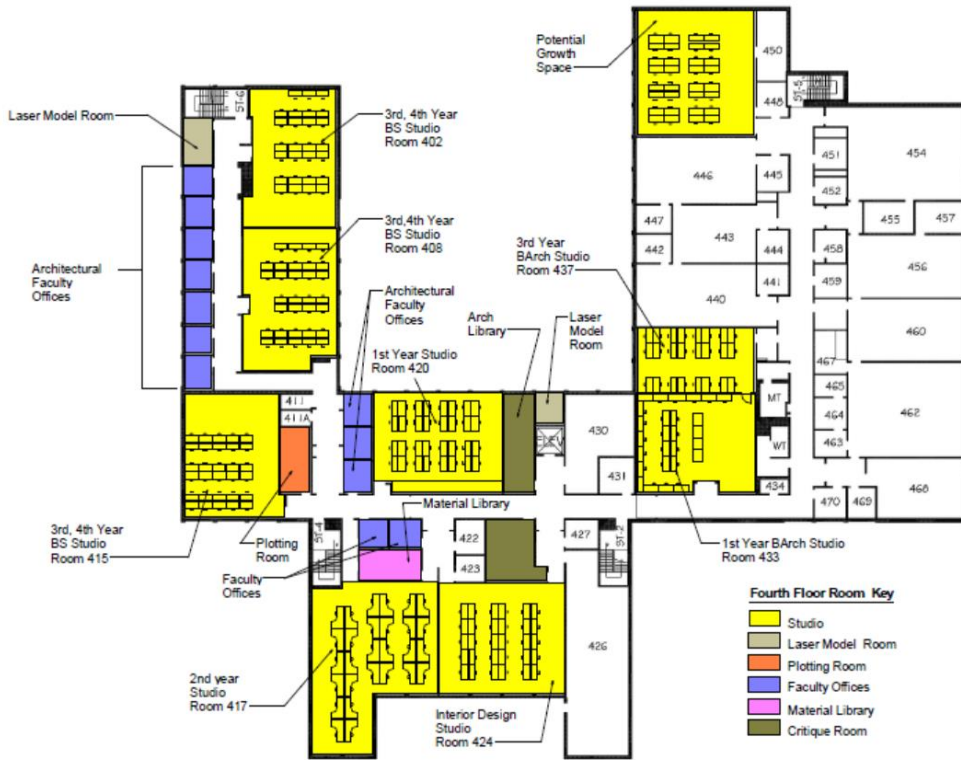 Potential
Growth
Space
450
448
ST-5
Laser Model Room
ST-6
3rd, 4th Year
BS Studio
Room 402
451
454
452
446
445
455
457
3rd,4th Year
BS Studio
Room 408
447
443
442
444
458
456
459
3rd Year
BArch Studio
Room 437
Architectural
Faculty
Offices
Architectural
Faculty
Offices
441
440
Arch
Library
Laser
Model
Room
460
1st Year Studio
Room 420
467
465
MT
411
411A
464
462
430
ELEV
WT
463
431
434
468
470
469
Material Library
3rd, 4th Year
BS Studio
Room 415
Plotting
Room
ST-4
422
427
ST-2
423
Faculty
Offices
1st Year BArch Studio
Room 433
Fourth Floor Room Key
Studio
Laser Model Room
Plotting Room
Faculty Offices
Material Library
Critique Room
426
2nd year
Studio
Room 417
Interior Design
Studio
Room 424